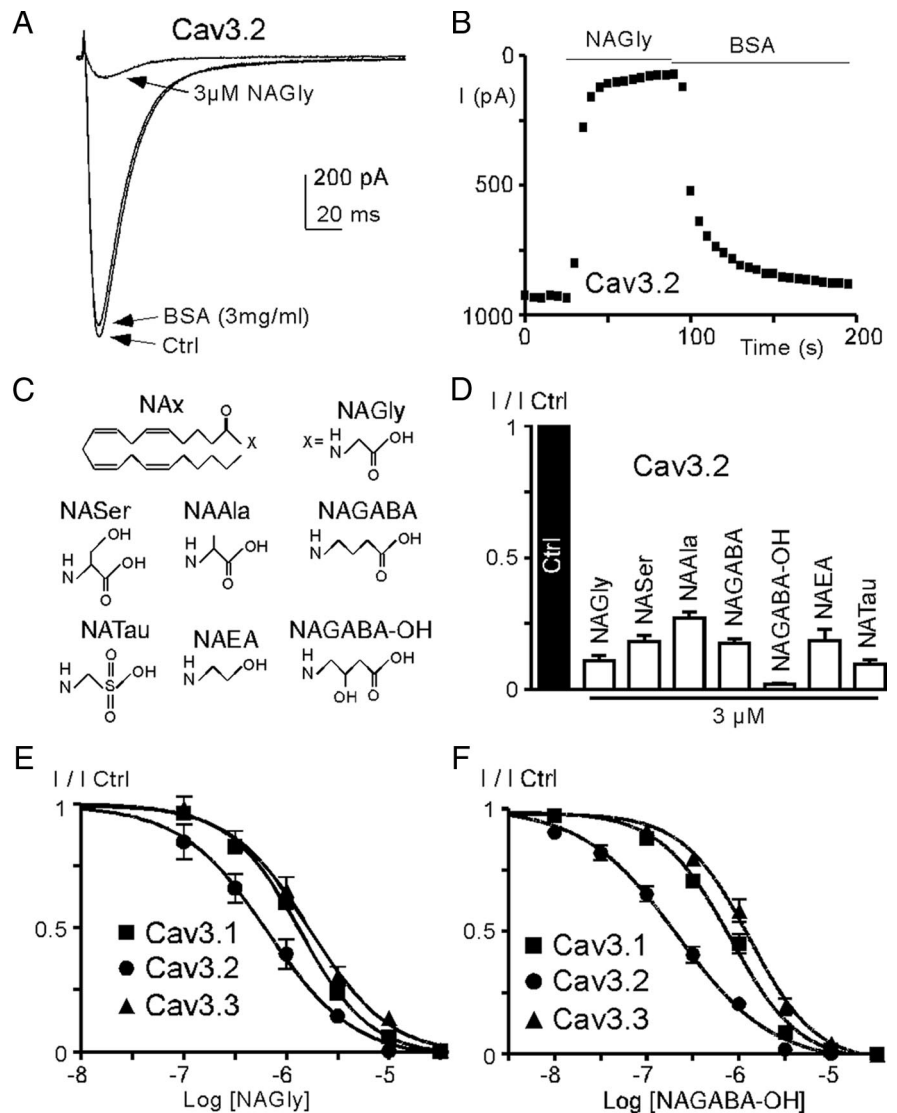 A
Cav3.2
3µM NAGly
200 pA
20 ms
BSA (3mg/ml)
Ctrl
B
NAGly
BSA
0
I (pA)
500
Cav3.2
1000
Time (s)
100
200
C
NAx
O
X
NAGly
X=
H
N
OH
O
NASer
OH
H
N
OH
O
NAAla
H
N
OH
O
NAGABA
H
N
OH
O
NATau
H
N
O
S
OH
O
NAEA
H
N
OH
NAGABA-OH
H
N
OH
OH
O
D
I / I Ctrl
1
0.5
0
Cav3.2
Ctrl
NAGly
NASer
NAAla
NAGABA
NAGABA-OH
NAEA
NATau
3 µM
E
I / I Ctrl
1
0.5
0
Cav3.1
Cav3.2
Cav3.3
-8
-7
-6
-5
Log [NAGly]
F
I / I Ctrl
1
0.5
0
Cav3.1
Cav3.2
Cav3.3
-8
-7
-6
-5
Log [NAGABA-OH]